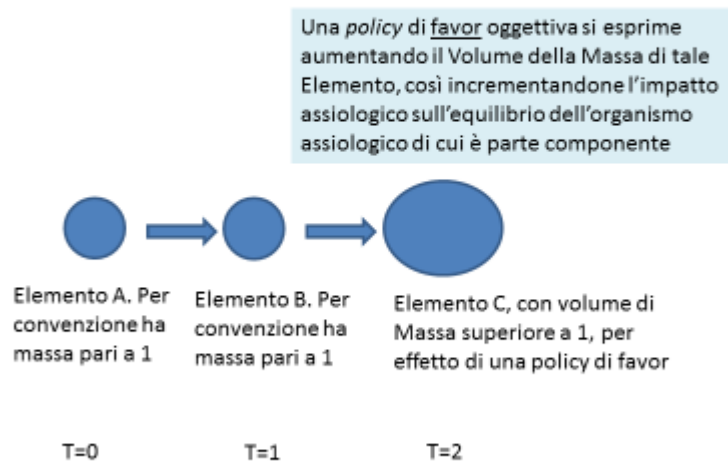 Una policy di favor oggettiva si esprime
aumentando il Volume della Massa di tale
Elemento, così incrementandone l'impatto
assiologico sull'equilibrio dell'organismo
assiologico di cui è parte componente
Elemento A. Per
convenzione ha
massa pari a 1
Elemento B. Per
convenzione ha
massa pari a 1
Elemento C, con volume di
Massa superiore a 1, per
effetto di una policy di favor
T=0
T=1
T=2